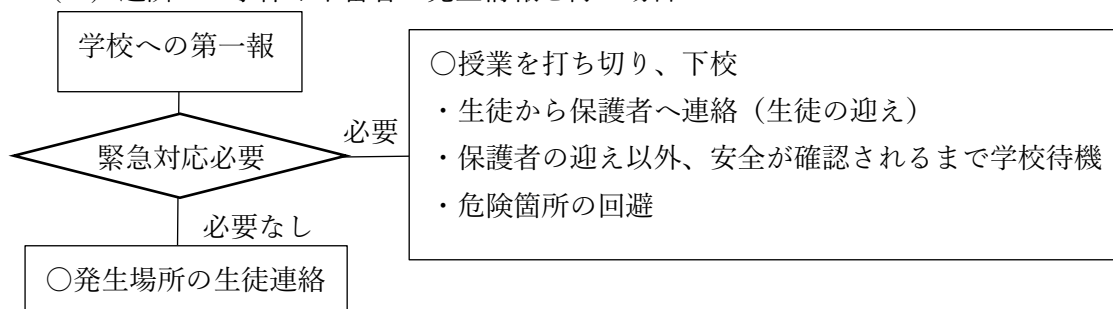 学校への第一報
○授業を打ち切り、下校
・生徒から保護者へ連絡（生徒の迎え）
・保護者の迎え以外、安全が確認されるまで学校待機
・危険箇所の回避
緊急対応必要
必要
必要なし
○発生場所の生徒連絡